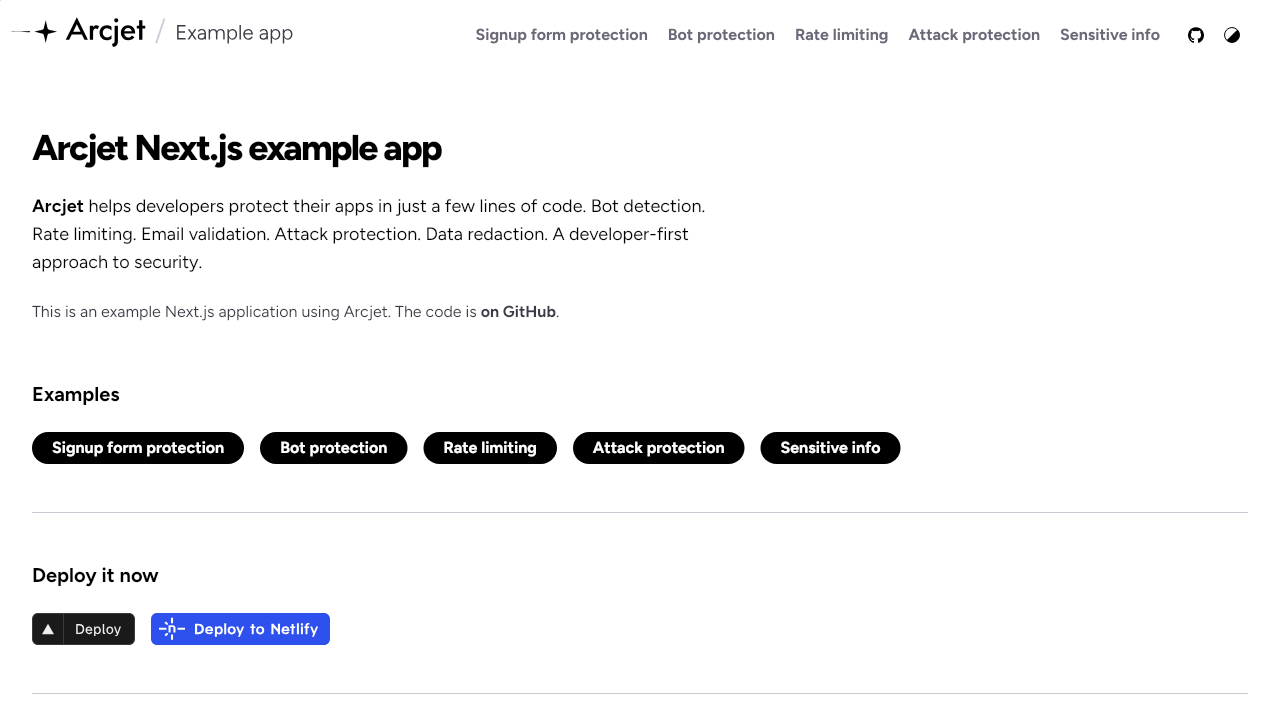 Arcjet / Example app
Signup form protection Bot protection Rate limiting Attack protection Sensitive info
Arcjet Next.js example app
Arcjet helps developers protect their apps in just a few lines of code. Bot detection.
Rate limiting. Email validation. Attack protection. Data redaction. A developer-first
approach to security.
This is an example Next.js application using Arcjet. The code is on GitHub.
Examples
Signup form protection Bot protection Rate limiting Attack protection Sensitive info
Deploy it now
Deploy Deploy to Netlify